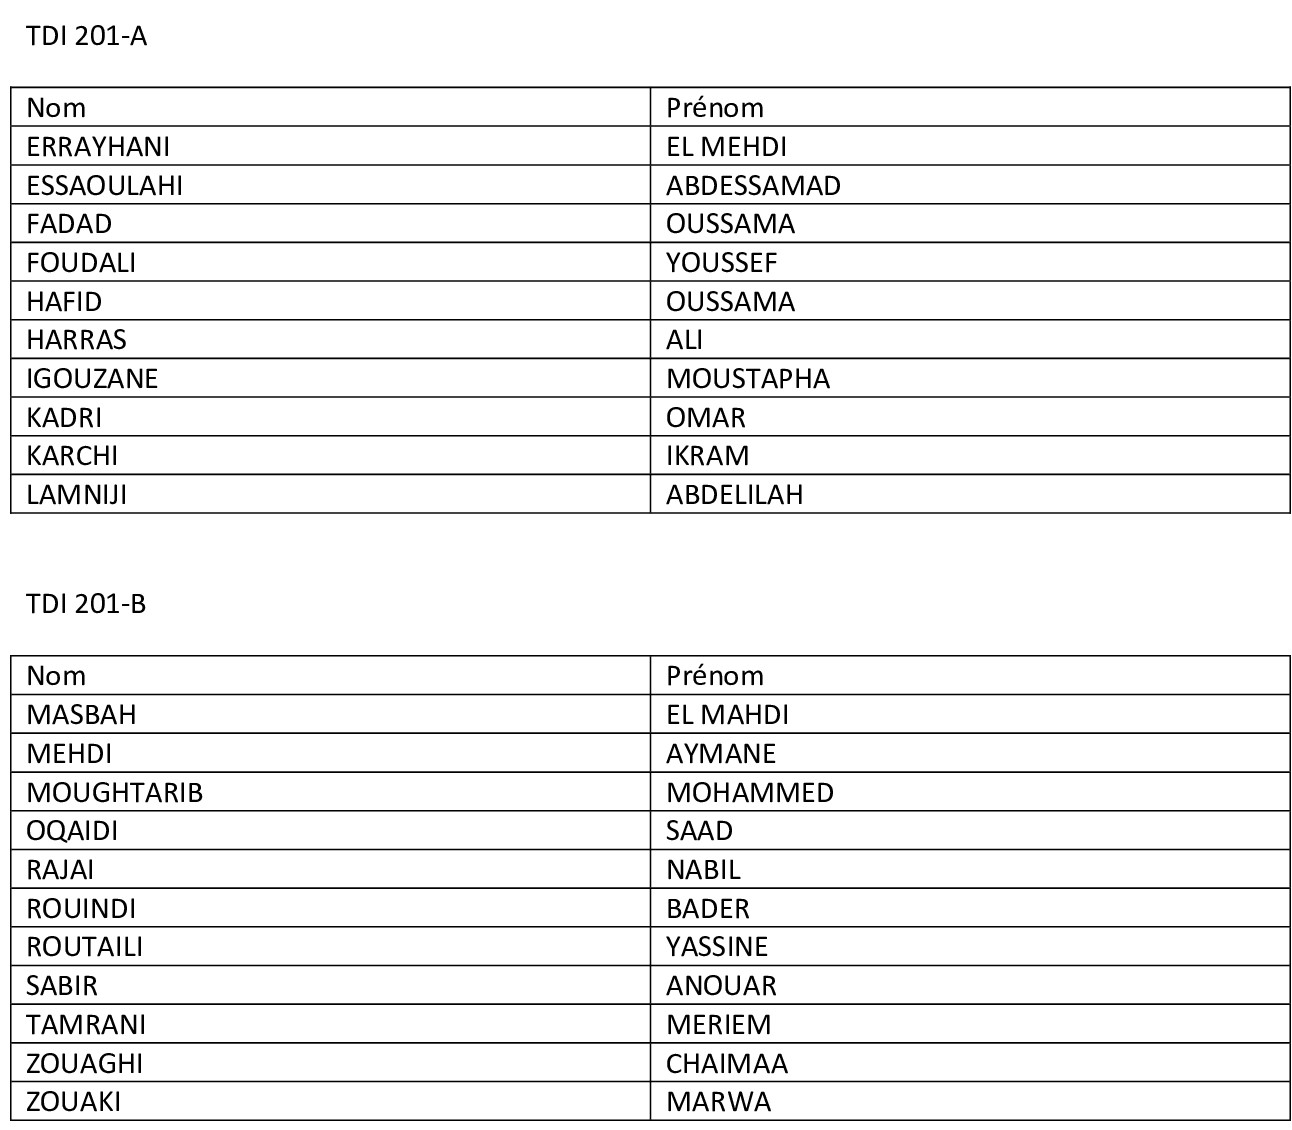 TDI 201-A
Nom Prénom
ERRAYHANI EL MEHDI
ESSAOULAHI ABDESSAMAD
FADAD OUSSAMA
FOUDALI YOUSSEF
HAFID OUSSAMA
HARRAS ALI
IGOUZANE MOUSTAPHA
KADRI OMAR
KARCHI IKRAM
LAMNIJI ABDELILAH
TDI 201-B
Nom Prénom
MASBAH EL MAHDI
MEHDI AYMANE
MOUGHTARIB MOHAMMED
OQAIDI SAAD
RAJAI NABIL
ROUINDI BADER
ROUTAILI YASSINE
SABIR ANOUAR
TAMRANI MERIEM
ZOUAGHI CHAIMAA
ZOUAKI MARWA